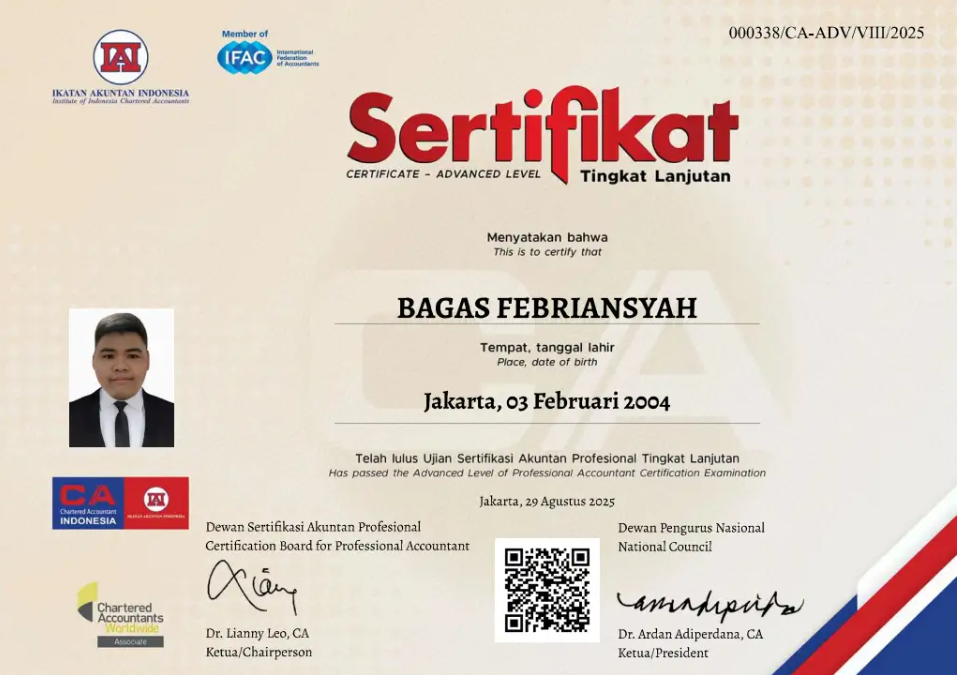 000338/CA-ADV/VIII/2025
IAI
IKATAN AKUNTAN INDONESIA
Institute of Indonesia Chartered Accountants
Member of
IFAC
International
Federation
of Accountants
Sertifikat
CERTIFICATE – ADVANCED LEVEL
Tingkat Lanjutan
Menyatakan bahwa
This is to certify that
CA
BAGAS FEBRIANSYAH
Tempat, tanggal lahir
Place, date of birth
Jakarta, 03 Februari 2004
Telah lulus Ujian Sertifikasi Akuntan Profesional Tingkat Lanjutan
Has passed the Advanced Level of Professional Accountant Certification Examination
Jakarta, 29 Agustus 2025
CA
Chartered Accountant
INDONESIA
IAI
IKATAN AKUNTAN INDONESIA
Chartered
Accountants
Worldwide
Associate
Dewan Sertifikasi Akuntan Profesional
Certification Board for Professional Accountant
Dr. Lianny Leo, CA
Ketua/Chairperson
Dewan Pengurus Nasional
National Council
Dr. Ardan Adiperdana, CA
Ketua/President